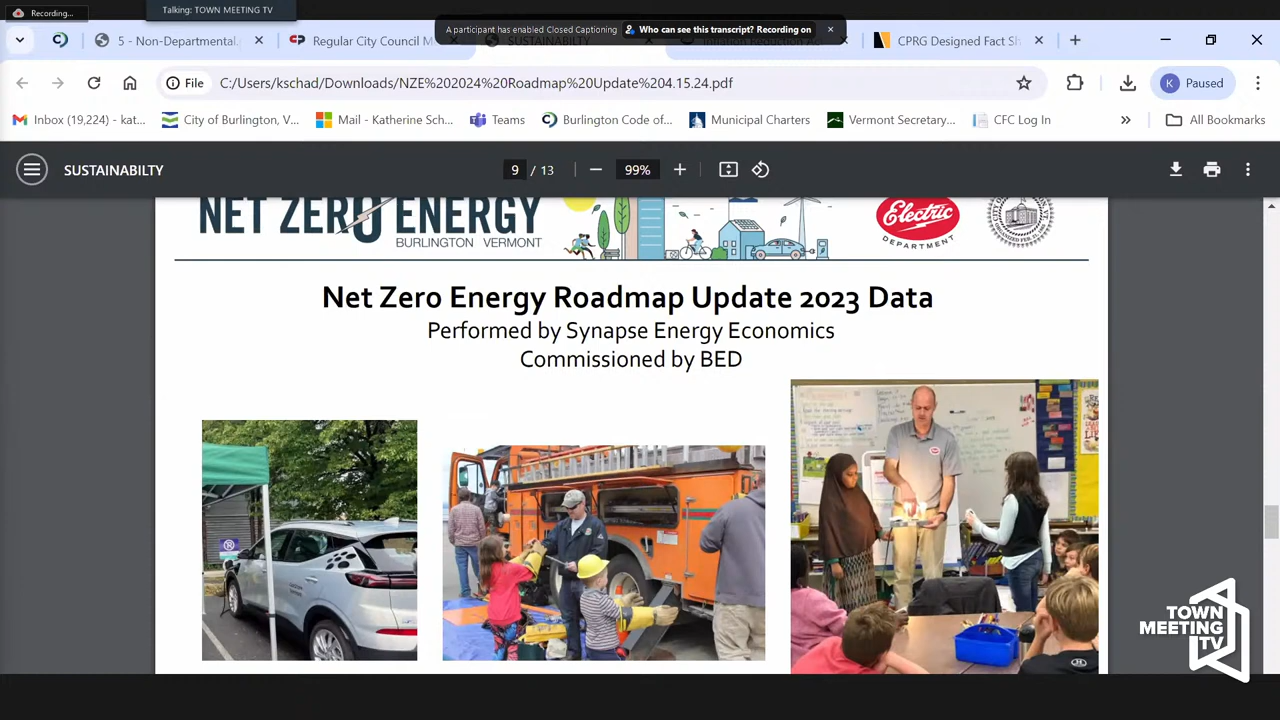 Recording...
Talking: TOWN MEETING TV
A participant has enabled Closed Captioning
Who can see this transcript? Recording on
5 - Non-Departmental
Regular City Council M
SUSTAINABILTY
CPRG Designed Fact Sh
File
C:/Users/kschad/Downloads/NZE%202024%20Roadmap%20Update%204.15.24.pdf
K
Paused
Inbox (19,224) - kat...
City of Burlington, V...
Mail - Katherine Sch...
Teams
Burlington Code of...
Municipal Charters
Vermont Secretary...
CFC Log In
»
All Bookmarks
SUSTAINABILTY
9 / 13
99%
NET ZERO ENERGY
BURLINGTON VERMONT
Electric
DEPARTMENT
Net Zero Energy Roadmap Update 2023 Data
Performed by Synapse Energy Economics
Commissioned by BED
TOWN
MEETING
TV